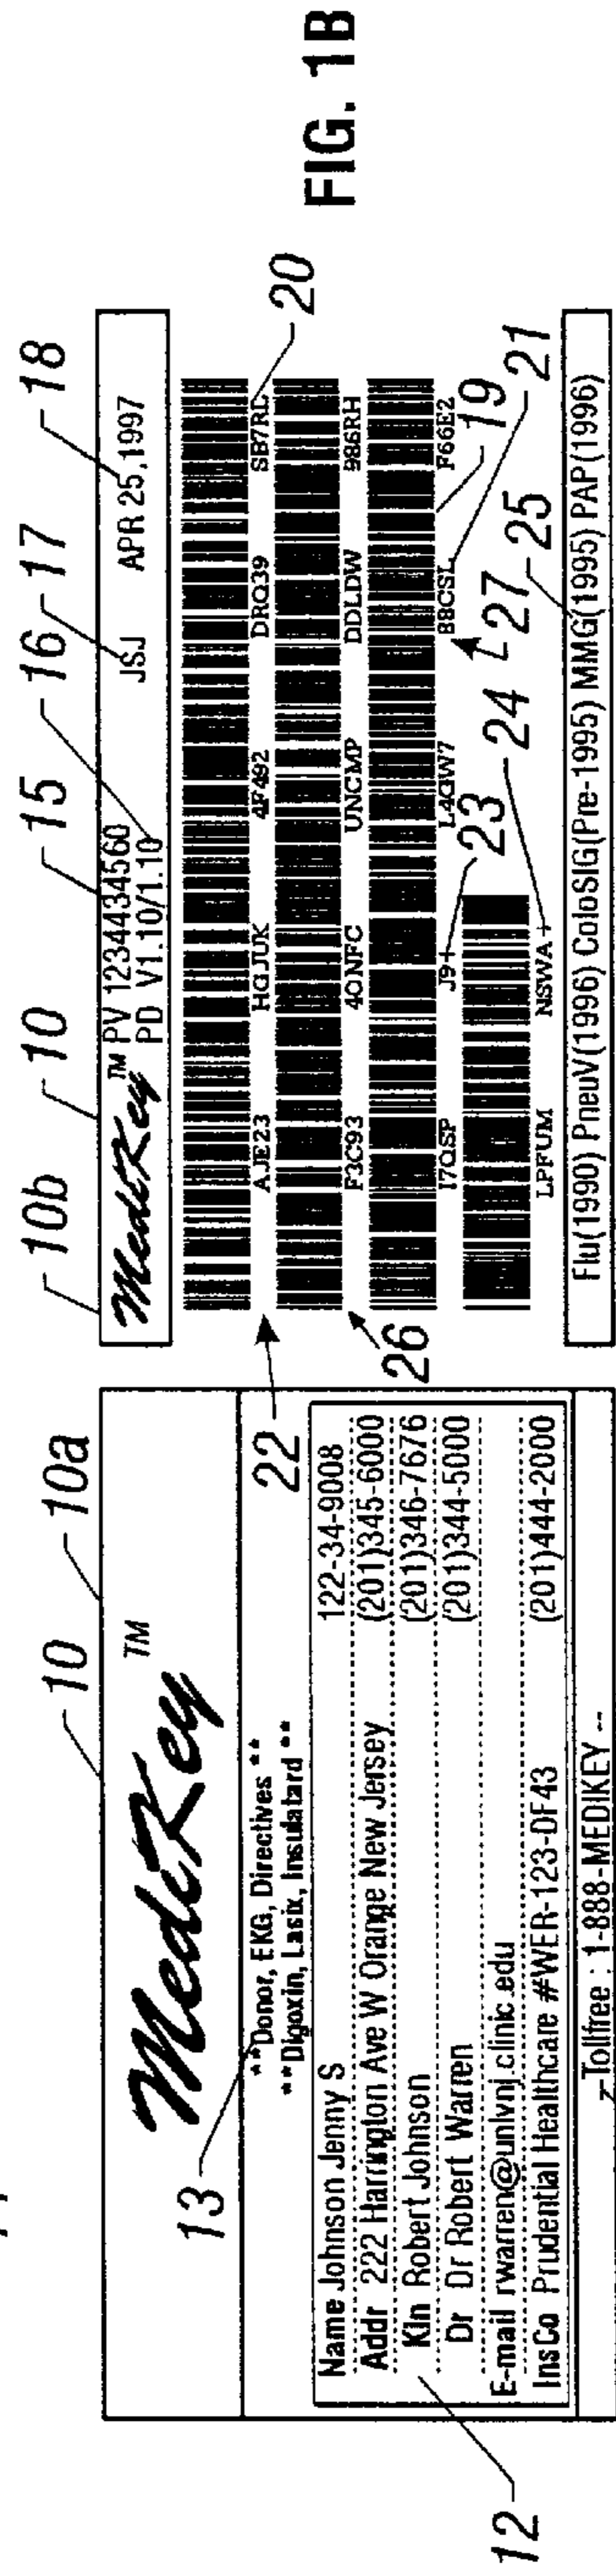 10 10a
MediKey™
13
**Donor, EKG, Directives **
**Digoxin, Lasix, Insulatard **
22
Name Johnson Jenny S 122-34-9008
Addr 222 Harrington Ave W Orange New Jersey (201)345-6000
Kin Robert Johnson (201)346-7676
Dr Dr Robert Warren (201)344-5000
E-mail rwarren@univnj.clinic.edu
InsCo Prudential Healthcare #WER-123-DF43 (201)444-2000
12
Tollfree : 1-888-MEDIKEY --
10b 10 15 16 17 18
MediKey™ PV 1234434560 JSJ APR 25,1997
PD V1.10/1.10
AJE23 HGJUK 4F492 DRQ39 SB7RL
20
F3C93 4ONFC UNCMP DDLDW 986RH
26
I7QSP J9+ L4GW7 B8CSL F66E2
23 19
LPFUM NSWA+
24 27 25 21
Flu(1990) PneuV(1996) ColoSIG(Pre-1995) MMG(1995) PAP(1996)
FIG. 1B